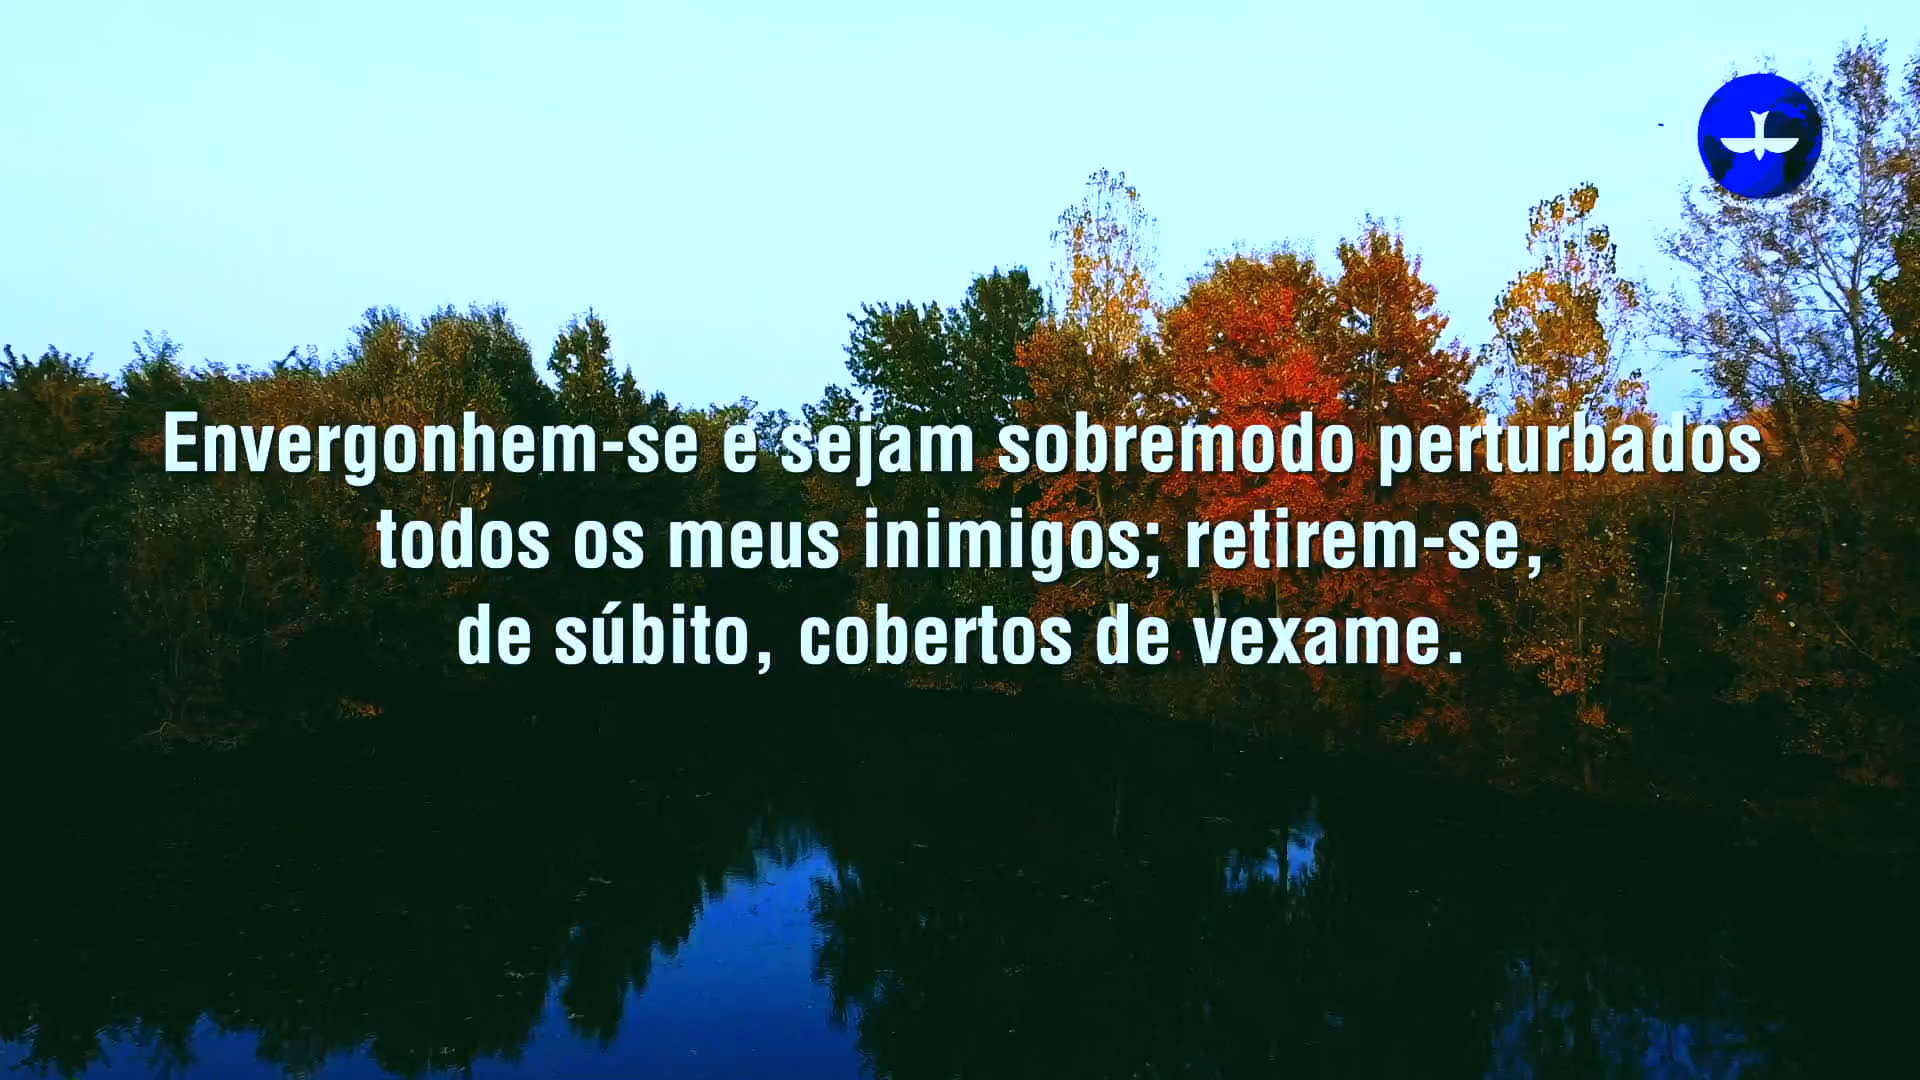 Envergonhem-se e sejam sobremodo perturbados
todos os meus inimigos; retirem-se,
de súbito, cobertos de vexame.